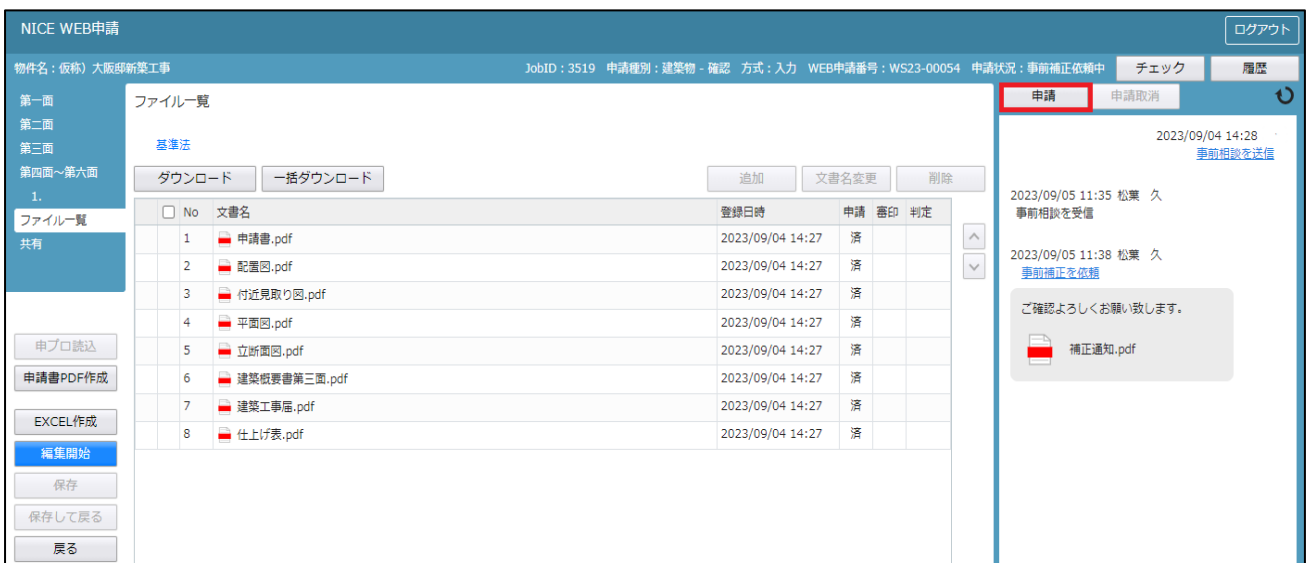 NICE WEB申請
ログアウト
物件名：仮称）大阪邸新築工事 JobID：3519 申請種別：建築物 - 確認 方式：入力 WEB申請番号：WS23-00054 申請状況：事前補正依頼中 チェック 履歴
第一面
第二面
第三面
第四面～第六面
1.
ファイル一覧
共有
申プロ読込
申請書PDF作成
EXCEL作成
編集開始
保存
保存して戻る
戻る
ファイル一覧
基準法
ダウンロード 一括ダウンロード 追加 文書名変更 削除
No 文書名 登録日時 申請 審印 判定
1 申請書.pdf 2023/09/04 14:27 済
2 配置図.pdf 2023/09/04 14:27 済
3 付近見取り図.pdf 2023/09/04 14:27 済
4 平面図.pdf 2023/09/04 14:27 済
5 立断面図.pdf 2023/09/04 14:27 済
6 建築概要書第三面.pdf 2023/09/04 14:27 済
7 建築工事届.pdf 2023/09/04 14:27 済
8 仕上げ表.pdf 2023/09/04 14:27 済
申請 申請取消
2023/09/04 14:28
事前相談を送信
2023/09/05 11:35 松葉 久
事前相談を受信
2023/09/05 11:38 松葉 久
事前補正を依頼
ご確認よろしくお願い致します。
補正通知.pdf